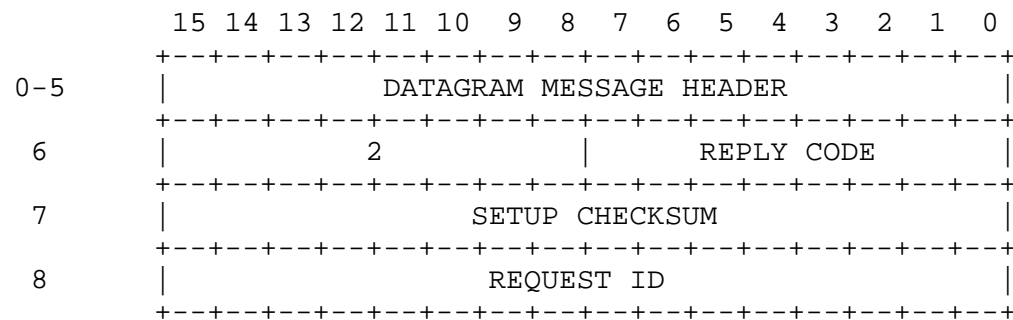 15 14 13 12 11 10 9 8 7 6 5 4 3 2 1 0
+--+--+--+--+--+--+--+--+--+--+--+--+--+--+--+--+
0-5 | DATAGRAM MESSAGE HEADER |
+--+--+--+--+--+--+--+--+--+--+--+--+--+--+--+--+
6 | 2 | REPLY CODE |
+--+--+--+--+--+--+--+--+--+--+--+--+--+--+--+--+
7 | SETUP CHECKSUM |
+--+--+--+--+--+--+--+--+--+--+--+--+--+--+--+--+
8 | REQUEST ID |
+--+--+--+--+--+--+--+--+--+--+--+--+--+--+--+--+